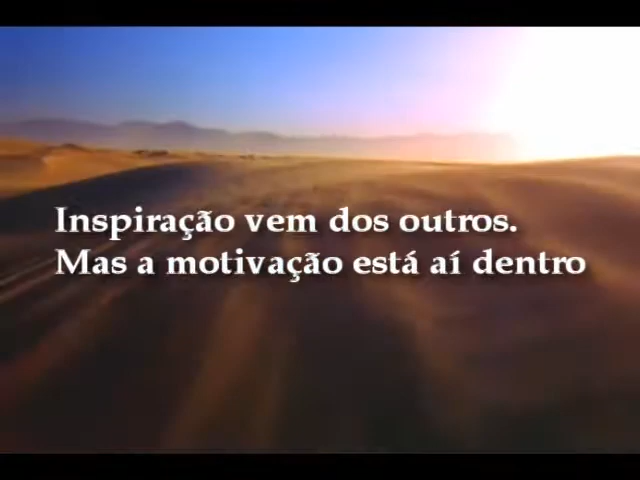 Inspiração vem dos outros.
Mas a motivação está aí dentro